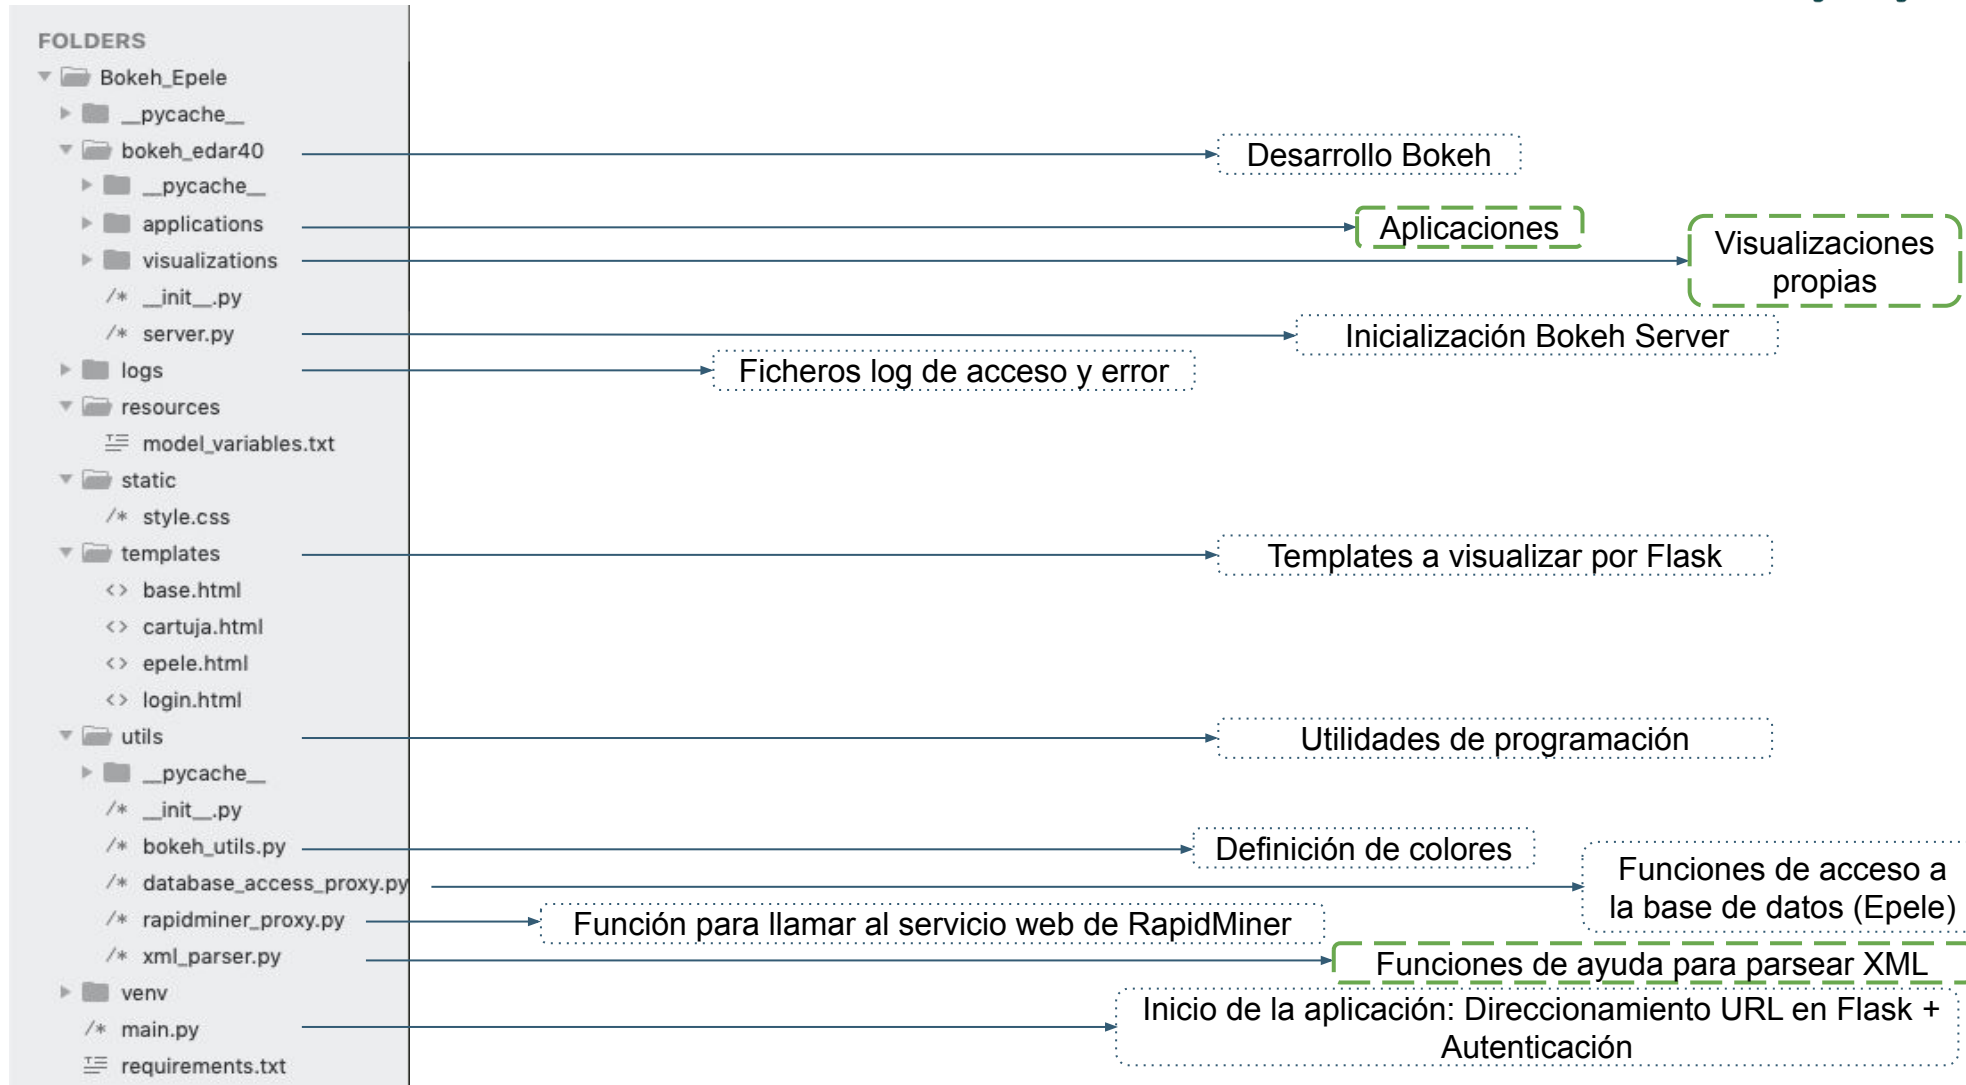 FOLDERS
Bokeh_Epele
__pycache__
bokeh_edar40
Desarrollo Bokeh
__pycache__
applications
Aplicaciones
visualizations
Visualizaciones
propias
__init__.py
server.py
Inicialización Bokeh Server
logs
Ficheros log de acceso y error
resources
model_variables.txt
static
style.css
templates
Templates a visualizar por Flask
base.html
cartuja.html
epele.html
login.html
utils
Utilidades de programación
__pycache__
__init__.py
bokeh_utils.py
Definición de colores
database_access_proxy.py
Funciones de acceso a
la base de datos (Epele)
rapidminer_proxy.py
Función para llamar al servicio web de RapidMiner
xml_parser.py
Funciones de ayuda para parsear XML
venv
main.py
Inicio de la aplicación: Direccionamiento URL en Flask +
Autenticación
requirements.txt